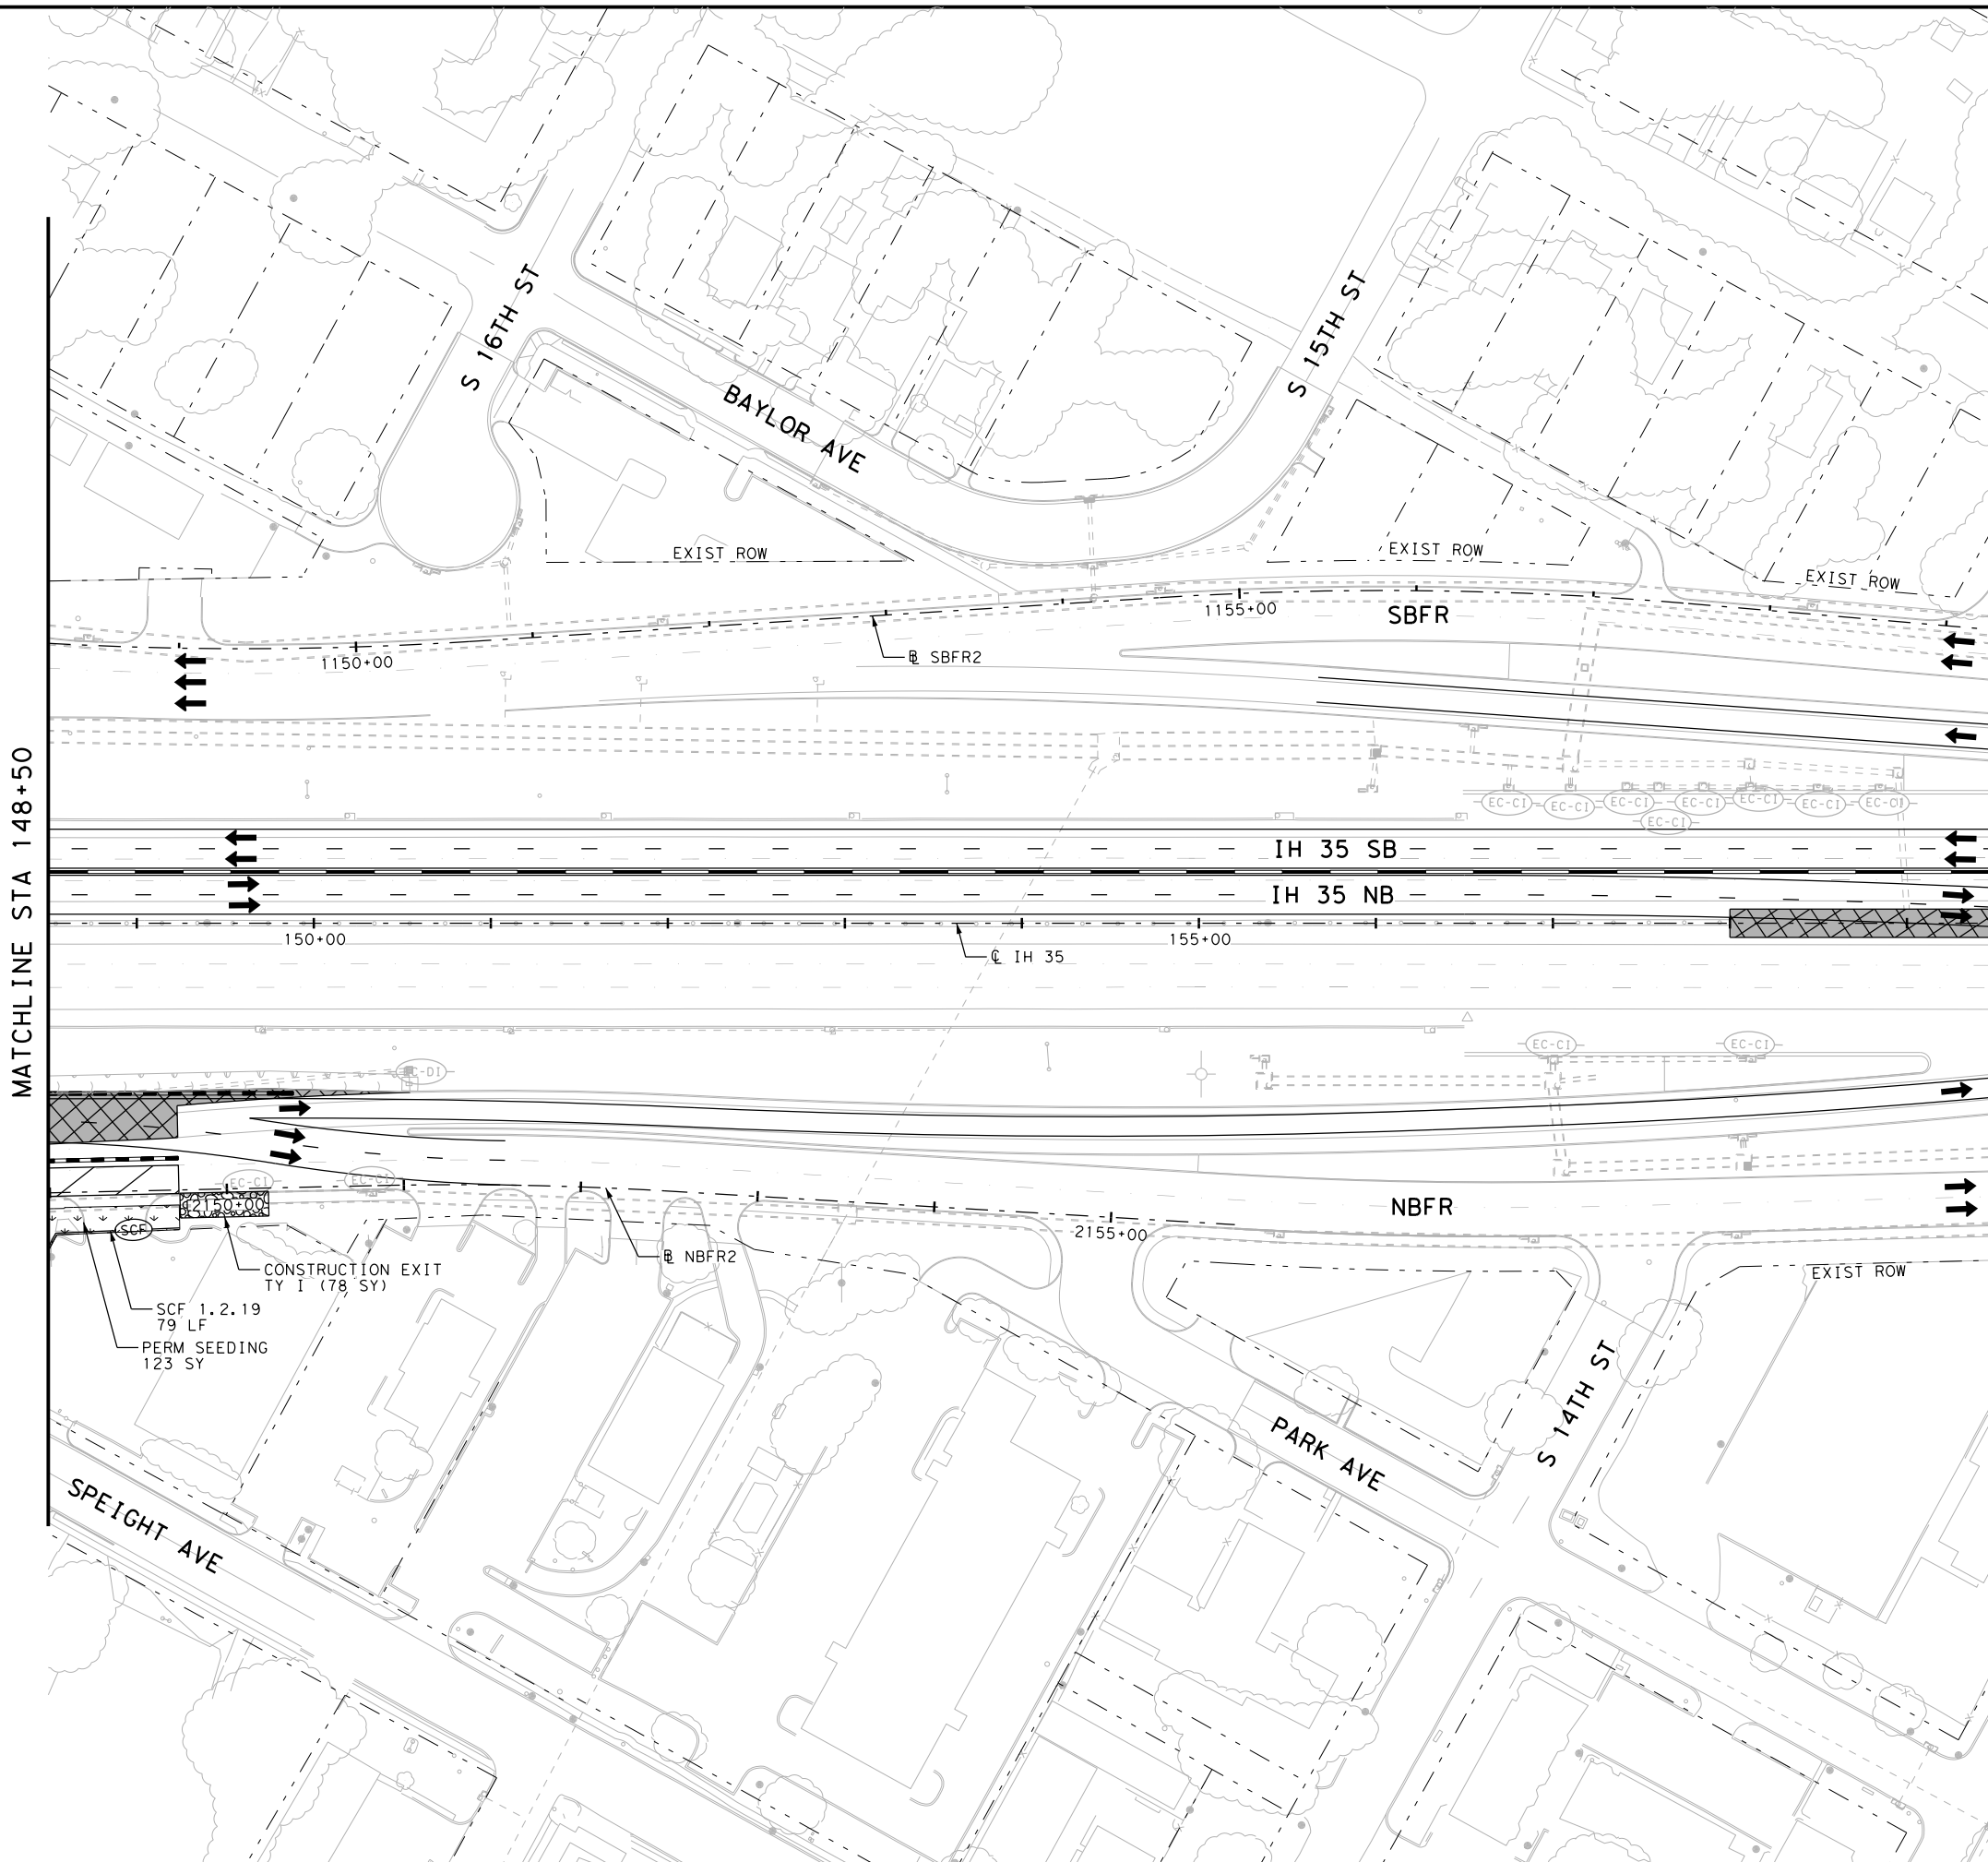 S 16TH ST
S 15TH ST
BAYLOR AVE
EXIST ROW
EXIST ROW
EXIST ROW
1155+00
SBFR
1150+00
℄ SBFR2
MATCHLINE STA 148+50
EC-CI
EC-CI
EC-CI
EC-CI
EC-CI
EC-CI
EC-CI
EC-CI
IH 35 SB
IH 35 NB
150+00
155+00
℄ IH 35
EC-CI
EC-CI
-DI
EC-CI
EC-CI
2150+00
SCF
NBFR
2155+00
NBFR2
CONSTRUCTION EXIT
TY I (78 SY)
EXIST ROW
SCF 1.2.19
79 LF
PERM SEEDING
123 SY
S 14TH ST
PARK AVE
SPEIGHT AVE